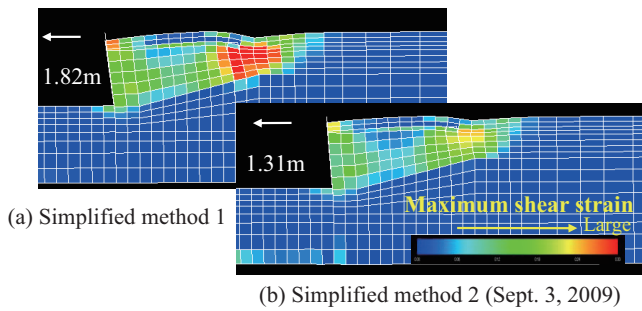 1.82m
1.31m
(a) Simplified method 1
Maximum shear strain
Large
(b) Simplified method 2 (Sept. 3, 2009)